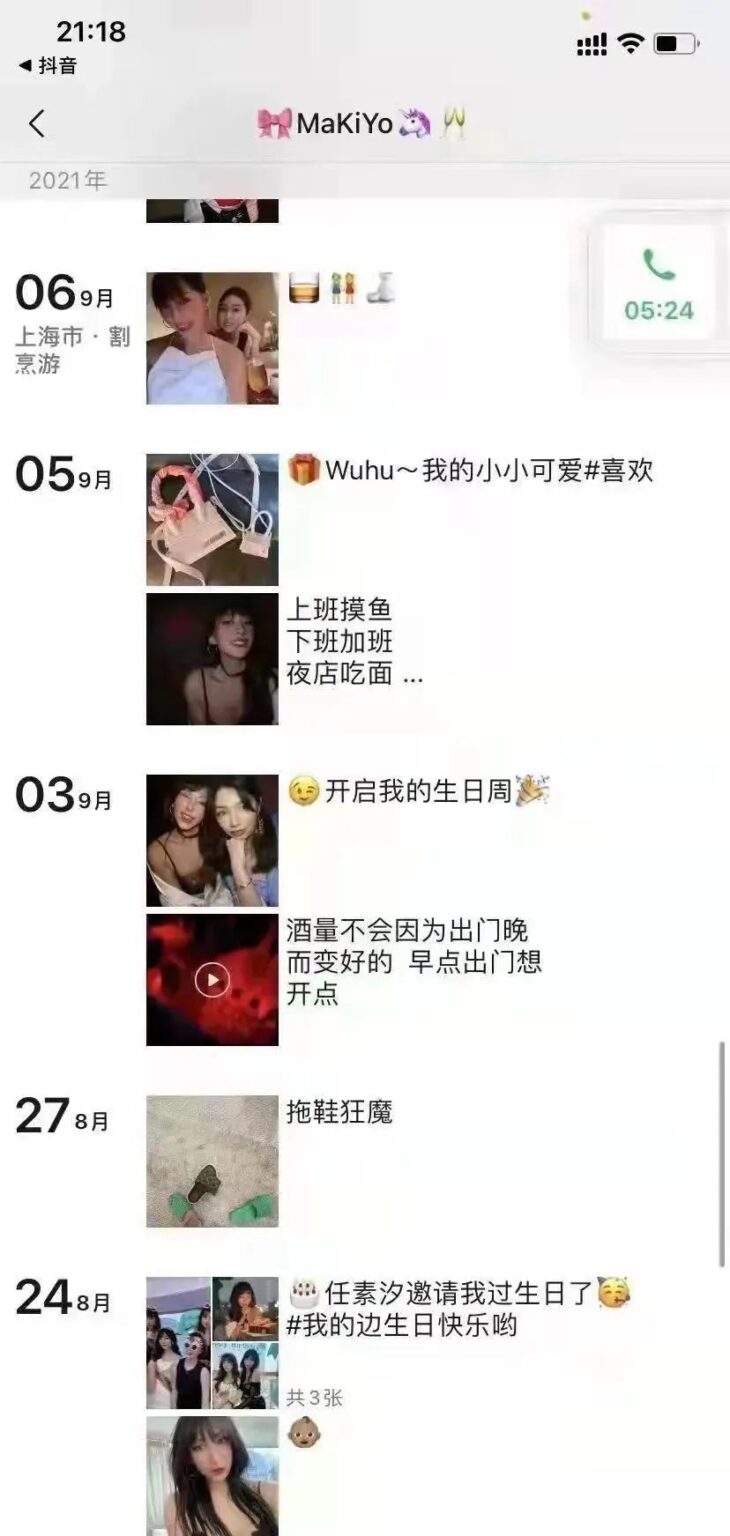 21:18
◀ 抖音
🎀MaKiYo🦄🥂
2021年
06 9月
上海市 · 割
烹游
🥃👭🦶
05:24
05 9月
🎁Wuhu～我的小小可爱#喜欢
上班摸鱼
下班加班
夜店吃面 ...
03 9月
😉开启我的生日周🎉
酒量不会因为出门晚
而变好的 早点出门想
开点
27 8月
拖鞋狂魔
24 8月
🎂任素汐邀请我过生日了🥳
#我的边生日快乐哟
共3张
👶🏽